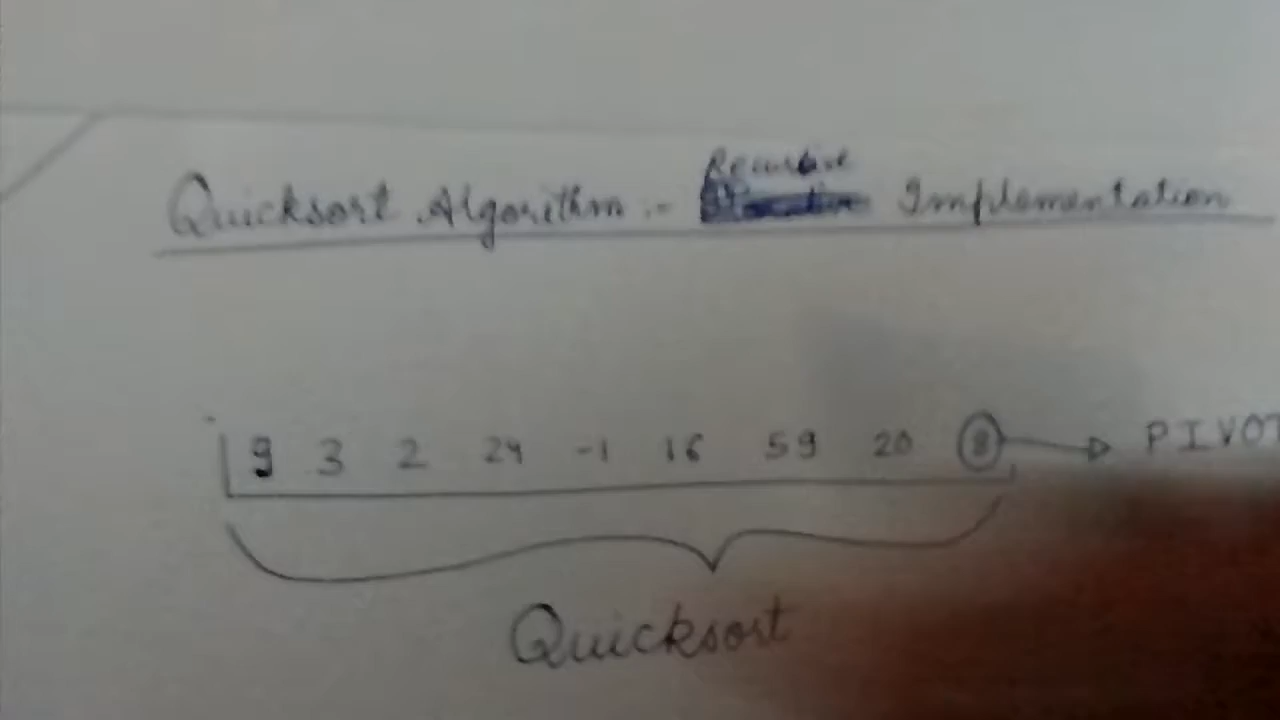 Quicksort Algorithm :- Recursive Implementation
9 3 2 24 -1 16 59 20 8 PIVOT
Quicksort